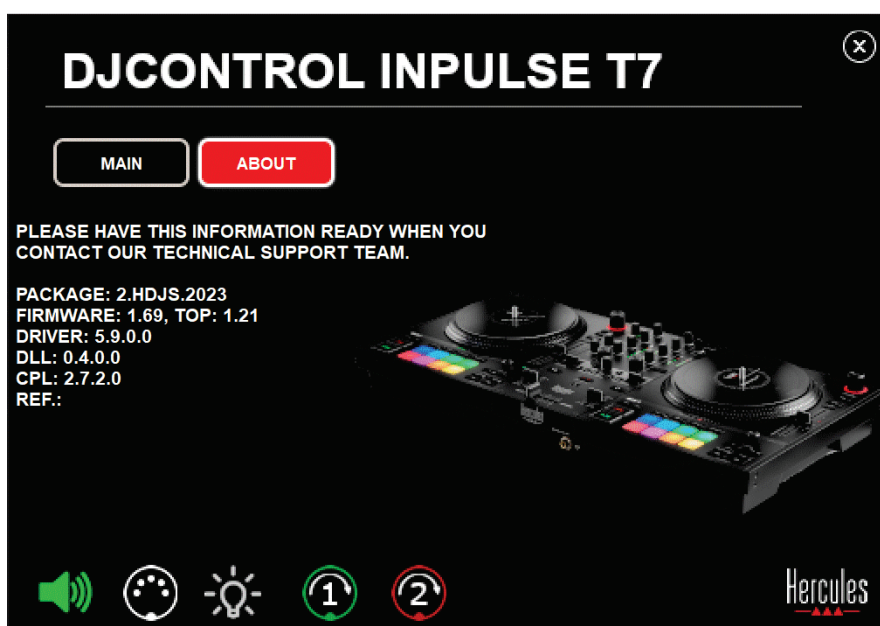 DJCONTROL INPULSE T7
MAIN
ABOUT
PLEASE HAVE THIS INFORMATION READY WHEN YOU
CONTACT OUR TECHNICAL SUPPORT TEAM.
PACKAGE: 2.HDJS.2023
FIRMWARE: 1.69, TOP: 1.21
DRIVER: 5.9.0.0
DLL: 0.4.0.0
CPL: 2.7.2.0
REF.:
1
2
Hercules